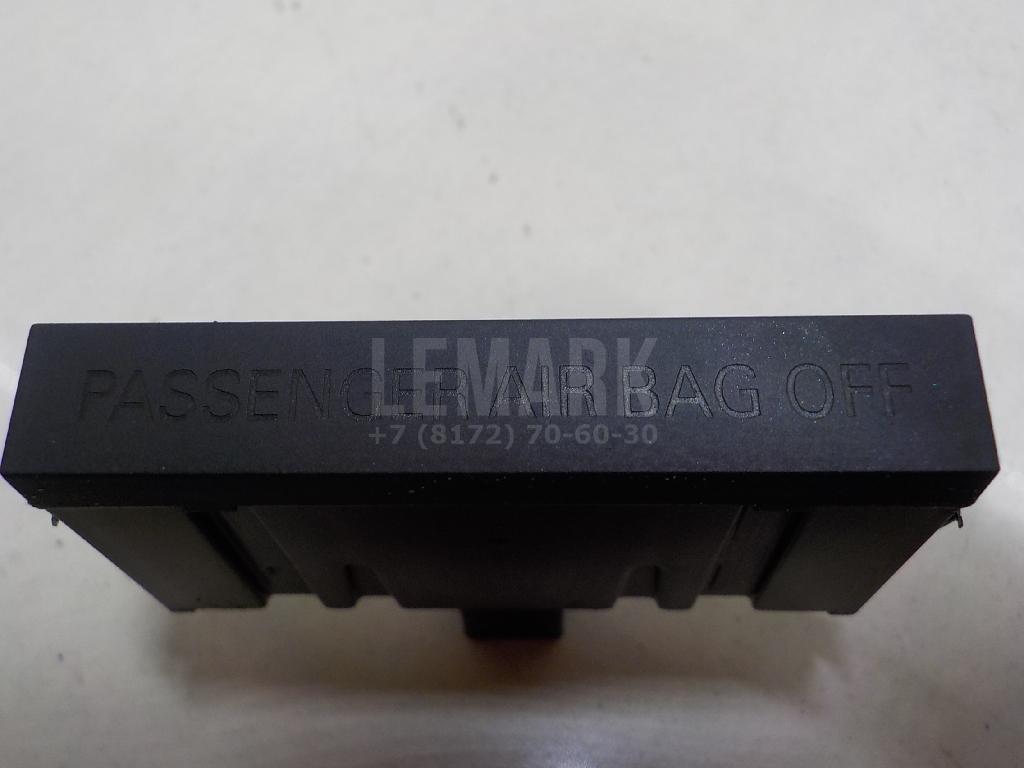 PASSENGER AIR BAG OFF
LEMARK
+7 (8172) 70-60-30